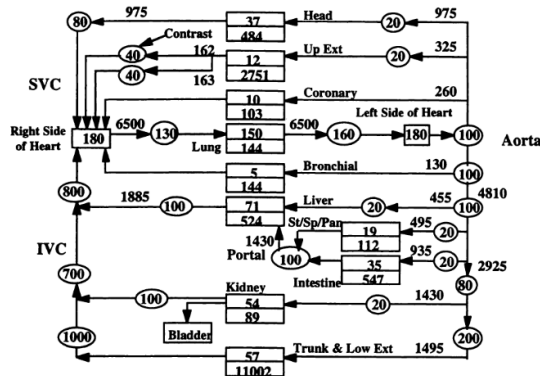 975 37 Head 975
80 484 20
Contrast
162 Up Ext 325
40 12 20
40 2751
163
SVC
Coronary 260
10
103
Right Side of Heart 180 6500 130 150 6500 160 Left Side of Heart 180 100 Aorta
Lung 144
Bronchial 130
5 100
144
800 1885 Liver 455 4810
100 71 20 100
524 St/Sp/Pan 495
1430 19 20
IVC Portal 112
100 935 2925
35 20
700 Intestine 547 80
Kidney 1430
100 54 20
89
Bladder
1000 200
Trunk & Low Ext 1495
57
11002